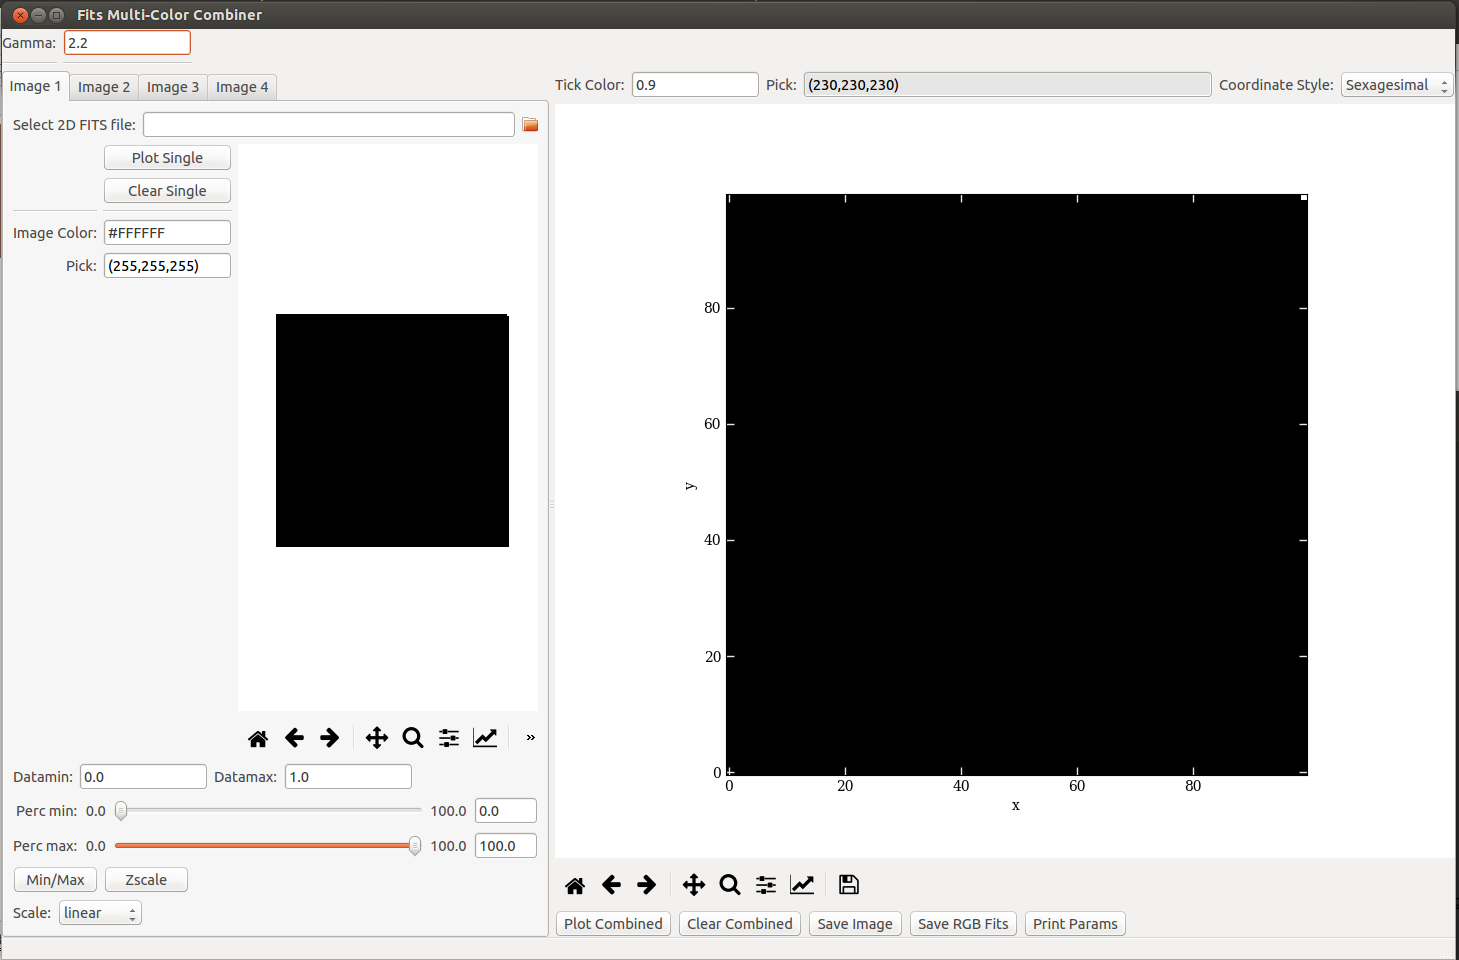 Fits Multi-Color Combiner
Gamma: 2.2
Image 1 Image 2 Image 3 Image 4
Select 2D FITS file:
Plot Single
Clear Single
Image Color: #FFFFFF
Pick: (255,255,255)
»
Datamin: 0.0 Datamax: 1.0
Perc min: 0.0 100.0 0.0
Perc max: 0.0 100.0 100.0
Min/Max Zscale
Scale: linear
Tick Color: 0.9 Pick: (230,230,230) Coordinate Style: Sexagesimal
80
60
y
40
20
0
0 20 40 60 80
x
Plot Combined Clear Combined Save Image Save RGB Fits Print Params